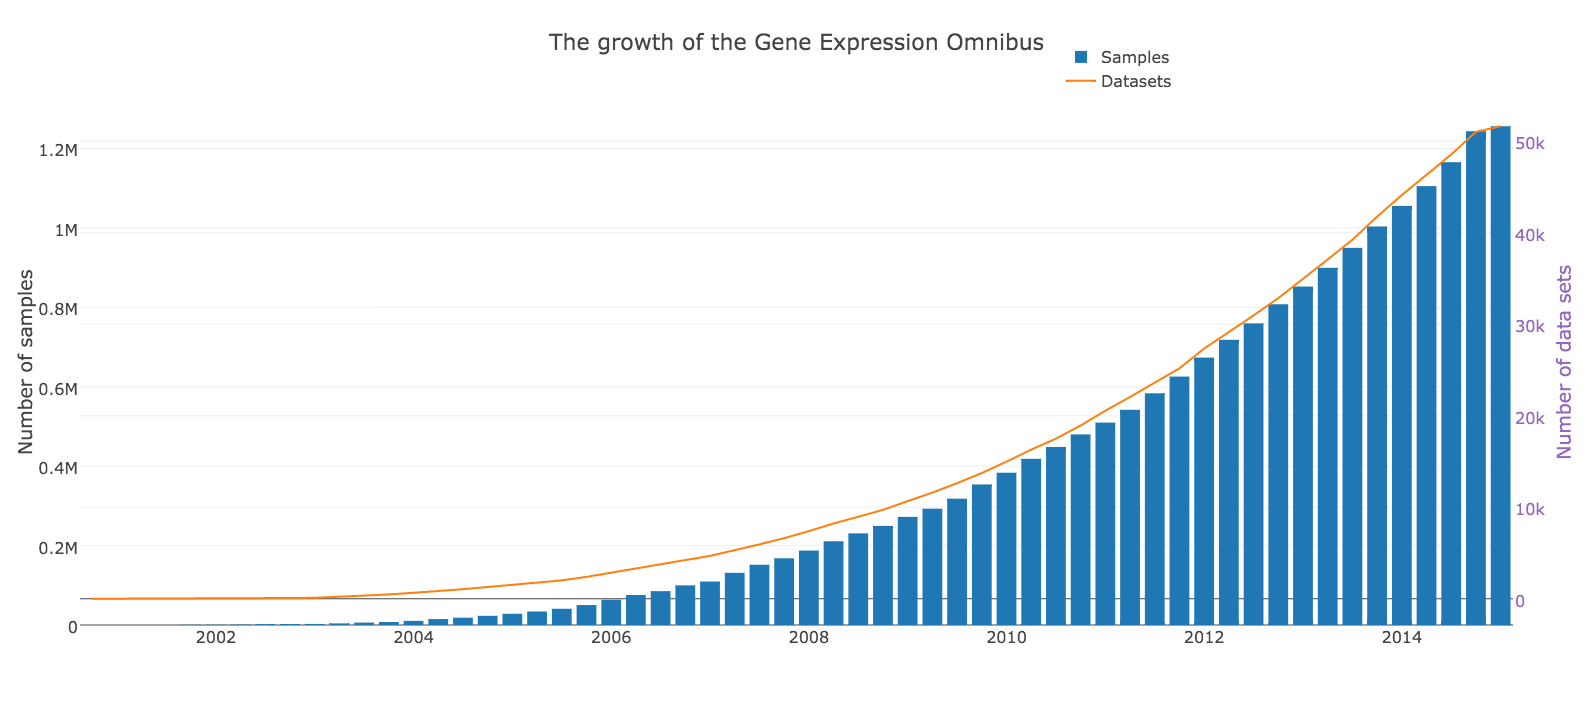 The growth of the Gene Expression Omnibus
Samples
Datasets
Number of samples
1.2M
1M
0.8M
0.6M
0.4M
0.2M
0
50k
40k
30k
20k
10k
0
Number of data sets
2002 2004 2006 2008 2010 2012 2014